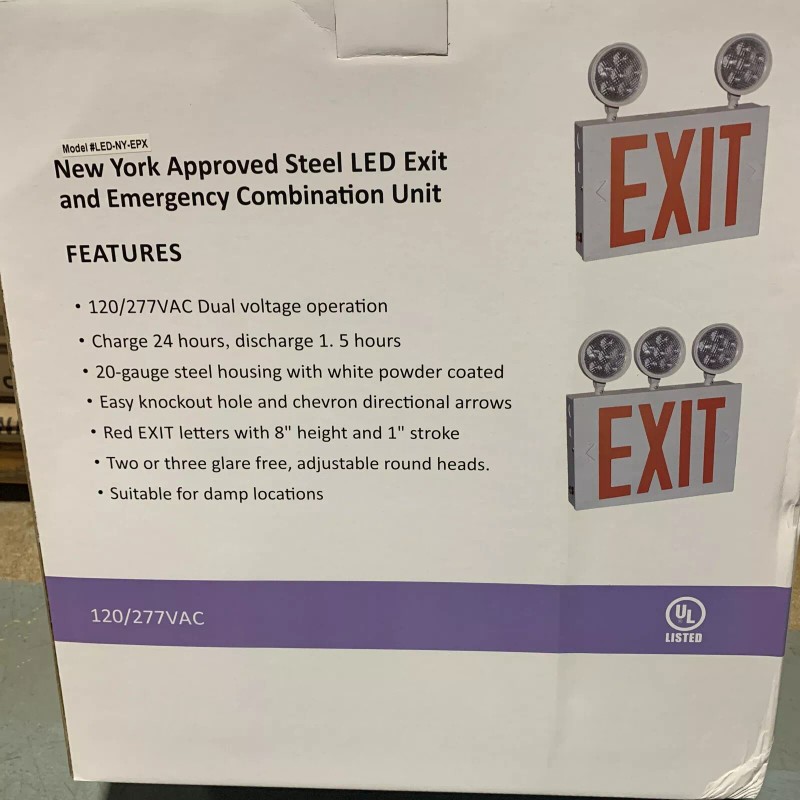 Model #LED-NY-EPX
New York Approved Steel LED Exit
and Emergency Combination Unit
FEATURES
• 120/277VAC Dual voltage operation
• Charge 24 hours, discharge 1. 5 hours
• 20-gauge steel housing with white powder coated
• Easy knockout hole and chevron directional arrows
• Red EXIT letters with 8" height and 1" stroke
• Two or three glare free, adjustable round heads.
• Suitable for damp locations
EXIT
EXIT
120/277VAC
UL
LISTED